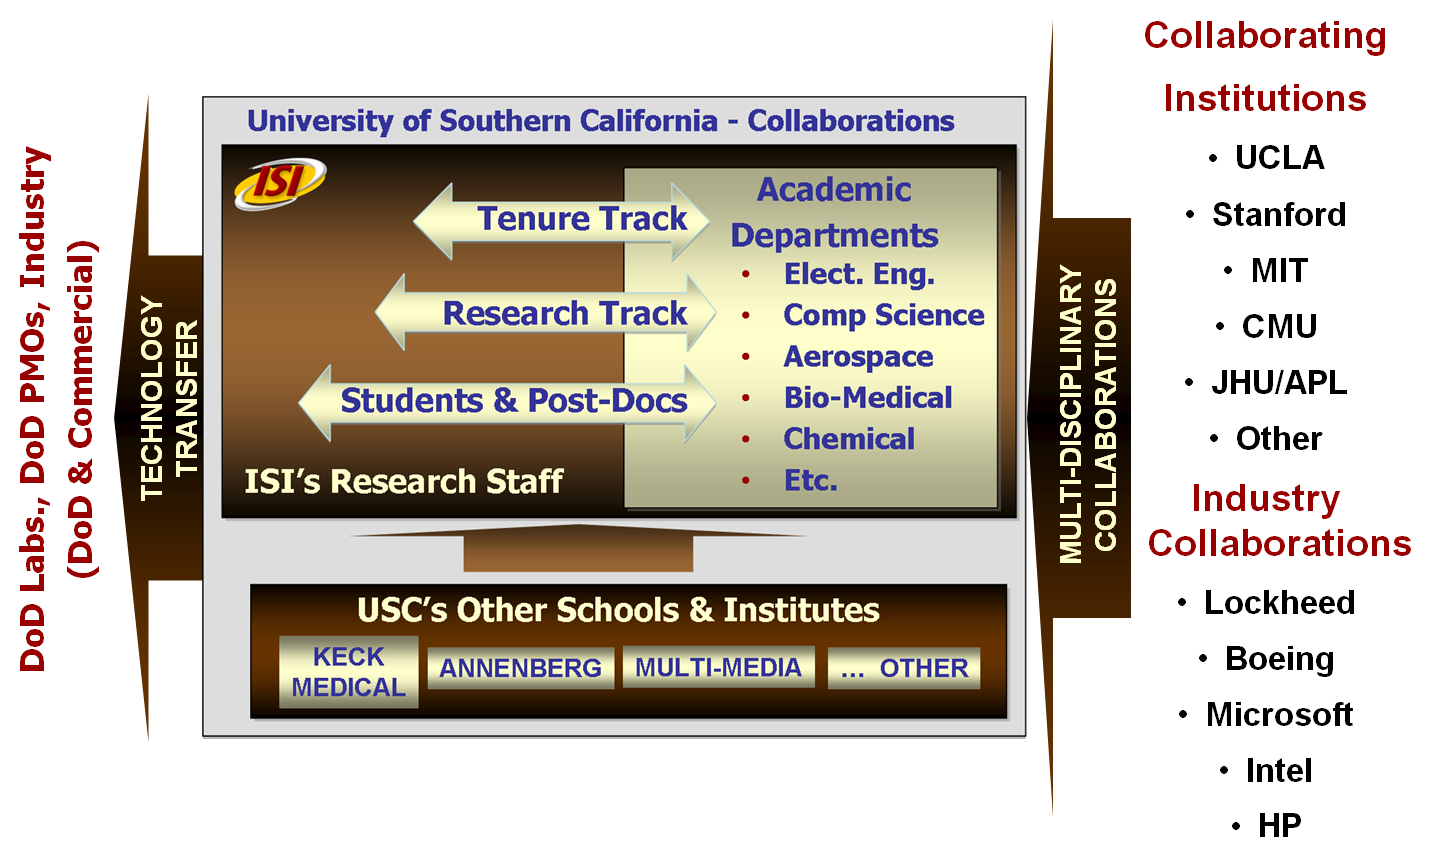 DoD Labs., DoD PMOs, Industry
(DoD & Commercial)
TECHNOLOGY
TRANSFER
University of Southern California - Collaborations
ISI
Tenure Track
Research Track
Students & Post-Docs
ISI’s Research Staff
Academic
Departments
• Elect. Eng.
• Comp Science
• Aerospace
• Bio-Medical
• Chemical
• Etc.
USC’s Other Schools & Institutes
KECK
MEDICAL
ANNENBERG
MULTI-MEDIA
... OTHER
MULTI-DISCIPLINARY
COLLABORATIONS
Collaborating
Institutions
• UCLA
• Stanford
• MIT
• CMU
• JHU/APL
• Other
Industry
Collaborations
• Lockheed
• Boeing
• Microsoft
• Intel
• HP